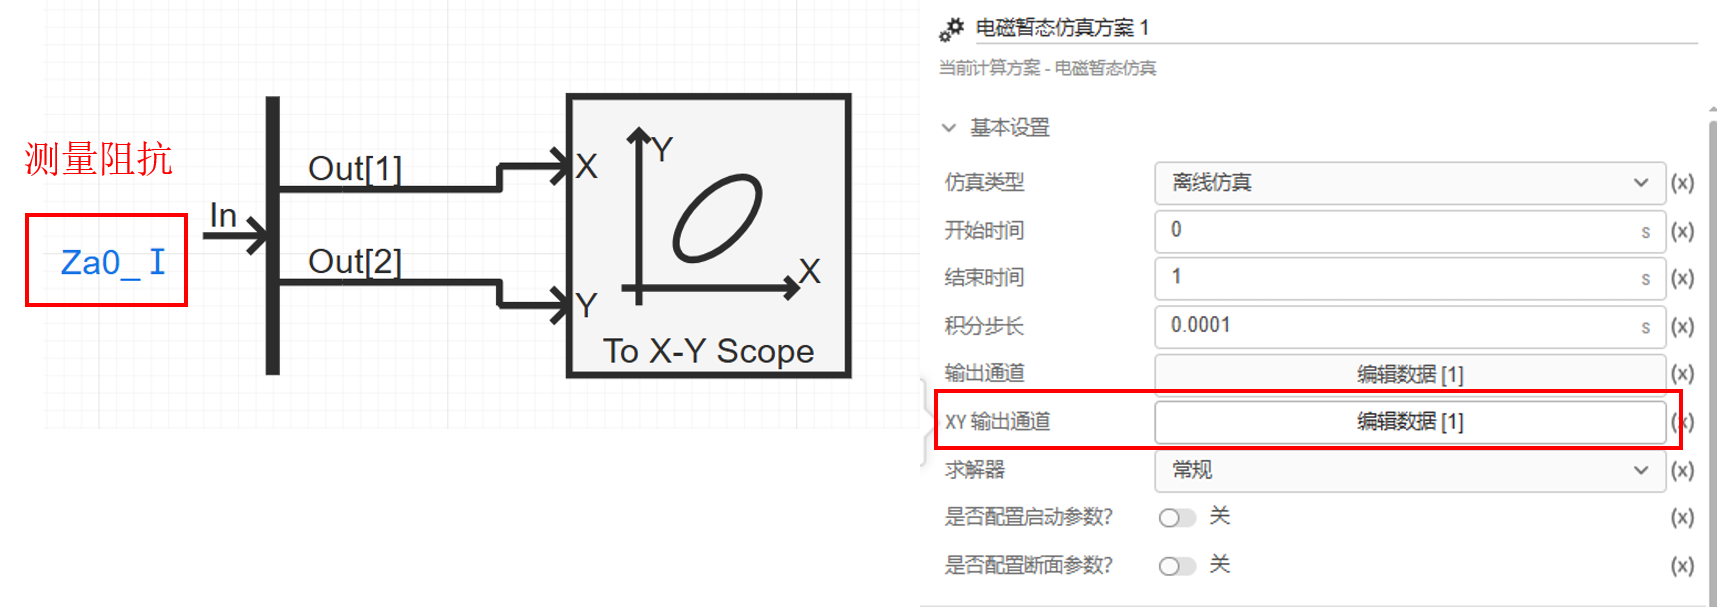 测量阻抗
Za0_I
In
Out[1]
Out[2]
X
Y
Y
X
To X-Y Scope
电磁暂态仿真方案 1
当前计算方案 - 电磁暂态仿真
基本设置
仿真类型 离线仿真 (x)
开始时间 0 s (x)
结束时间 1 s (x)
积分步长 0.0001 s (x)
输出通道 编辑数据 [1] (x)
XY 输出通道 编辑数据 [1] (x)
求解器 常规 (x)
是否配置启动参数? 关 (x)
是否配置断面参数? 关 (x)